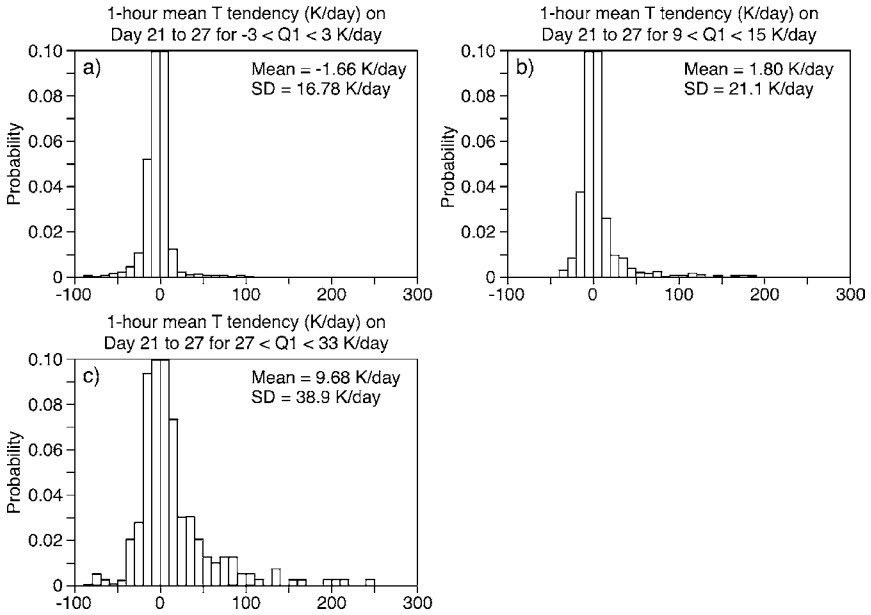 1-hour mean T tendency (K/day) on
Day 21 to 27 for -3 < Q1 < 3 K/day
a)
Mean = -1.66 K/day
SD = 16.78 K/day
Probability
0.10
0.08
0.06
0.04
0.02
0
-100 0 100 200 300
1-hour mean T tendency (K/day) on
Day 21 to 27 for 9 < Q1 < 15 K/day
b)
Mean = 1.80 K/day
SD = 21.1 K/day
Probability
0.10
0.08
0.06
0.04
0.02
0
-100 0 100 200 300
1-hour mean T tendency (K/day) on
Day 21 to 27 for 27 < Q1 < 33 K/day
c)
Mean = 9.68 K/day
SD = 38.9 K/day
Probability
0.10
0.08
0.06
0.04
0.02
0
-100 0 100 200 300